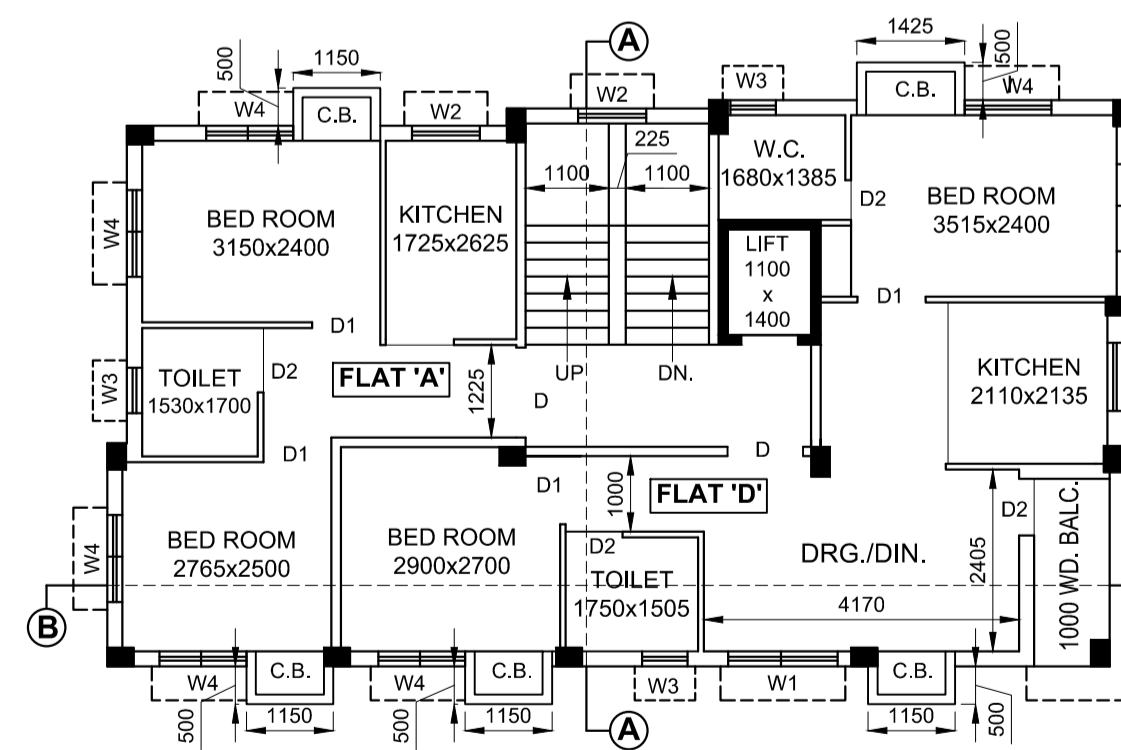 1425
A
500
1150
500
W3
W4
W2
W4
W2
C.B.
C.B.
225
W.C.
1680x1385
1100
1100
D2
BED ROOM
3515x2400
BED ROOM
3150x2400
KITCHEN
1725x2625
W4
LIFT
1100
x
1400
D1
D1
TOILET
1530x1700
D2
FLAT 'A'
1225
UP
DN.
KITCHEN
2110x2135
W3
D
D1
D
D1
1000
FLAT 'D'
D2
BED ROOM
2765x2500
BED ROOM
2900x2700
D2
DRG./DIN.
2405
1000 WD. BALC.
W4
TOILET
1750x1505
4170
B
C.B.
C.B.
C.B.
W4
W4
W3
W1
500
1150
500
1150
A
1150
500